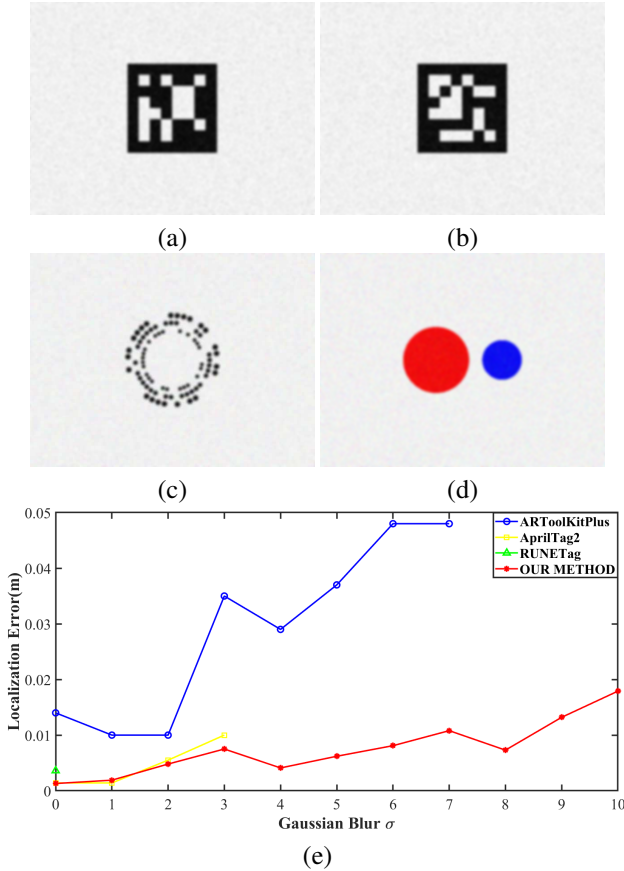 (a)
(b)
(c)
(d)
0.05
0.04
0.03
0.02
0.01
0
Localization Error(m)
ARToolKitPlus
AprilTag2
RUNETag
OUR METHOD
0 1 2 3 4 5 6 7 8 9 10
Gaussian Blur σ
(e)